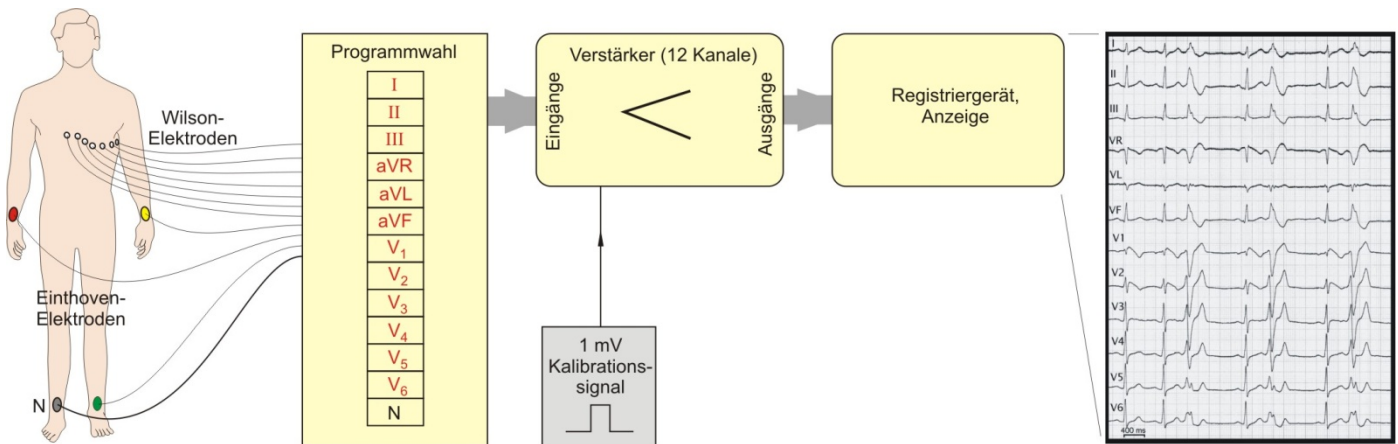 Wilson-
Elektroden
Einthoven-
Elektroden
N
Programmwahl
I
II
III
aVR
aVL
aVF
V1
V2
V3
V4
V5
V6
N
Eingänge
Verstärker (12 Kanäle)
Ausgänge
1 mV
Kalibrations-
signal
Registriergerät,
Anzeige
I
II
III
VR
VL
VF
V1
V2
V3
V4
V5
V6
400 ms